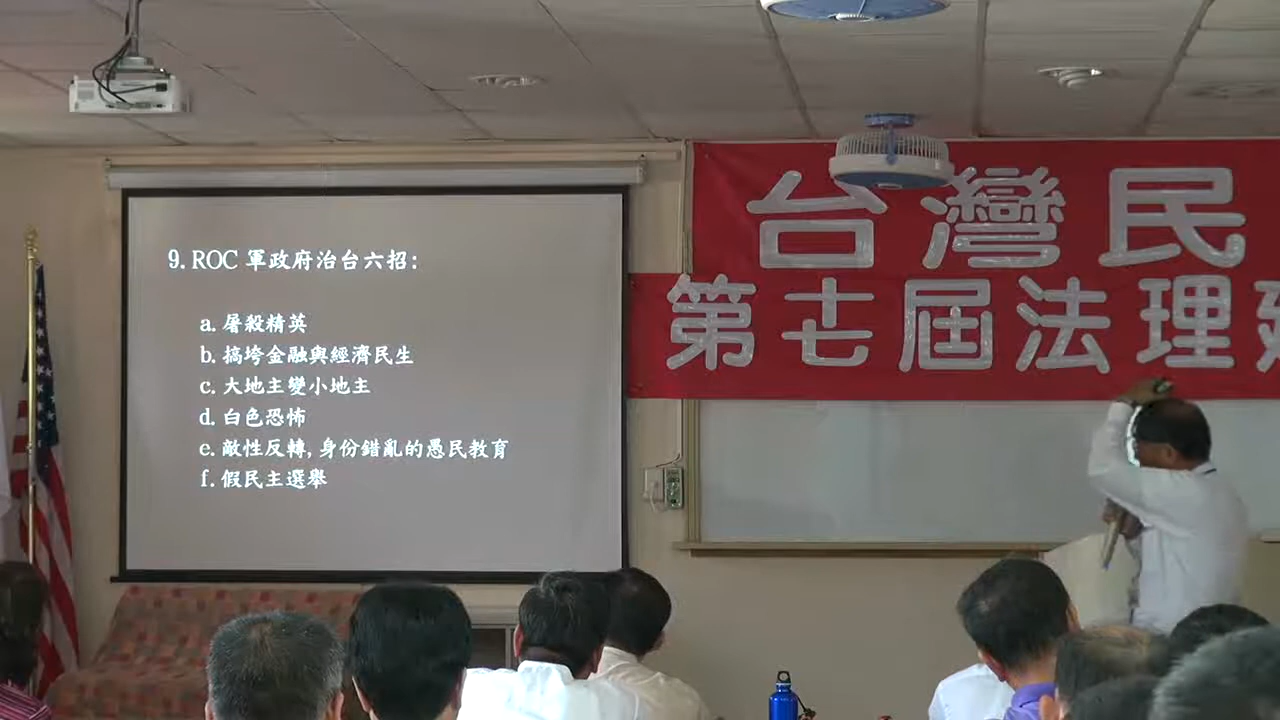 9. ROC 軍政府治台六招:
a. 屠殺精英
b. 搞垮金融與經濟民生
c. 大地主變小地主
d. 白色恐怖
e. 敵性反轉, 身份錯亂的愚民教育
f. 假民主選舉
台灣民
第七屆法理